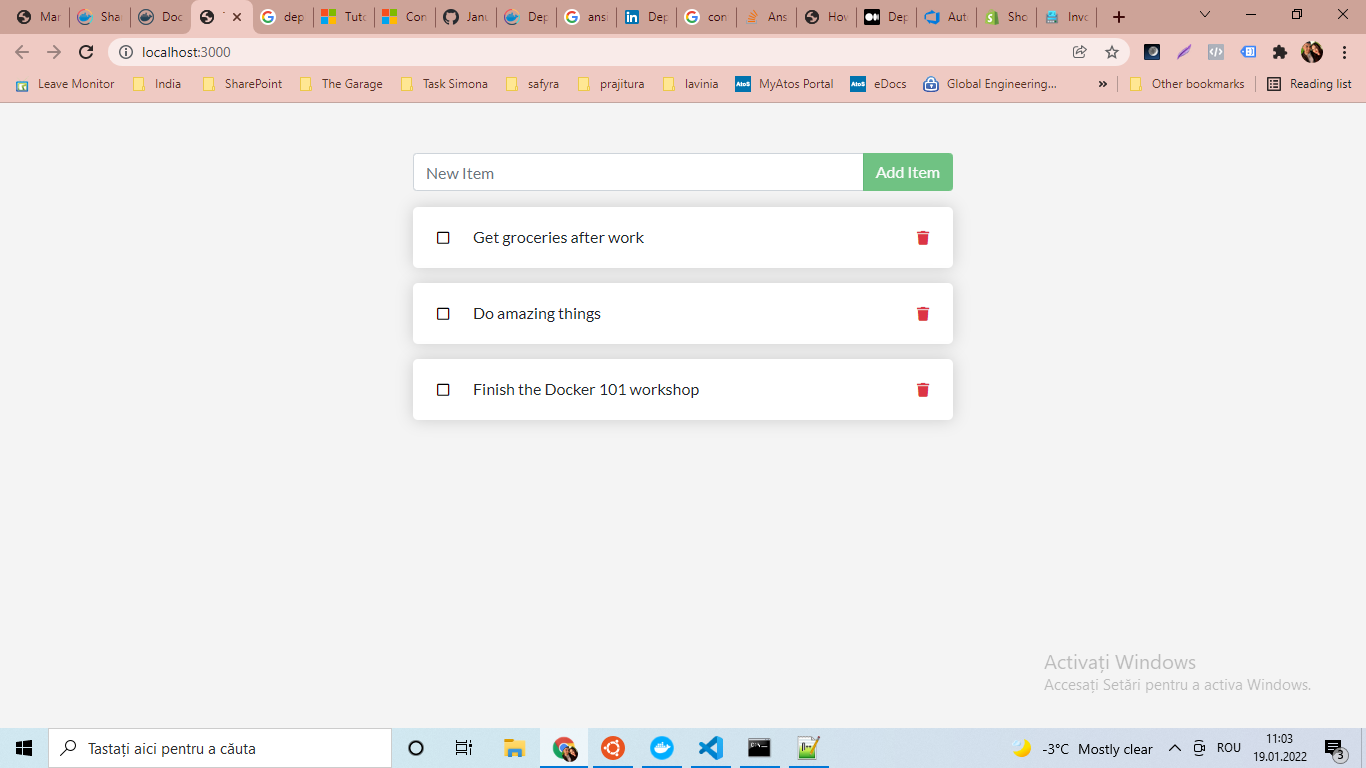 Mar
Sha
Doc
T
dep
Tuto
Con
Janu
Dep
ansi
Dep
con
Ans
Hov
Dep
Aut
Sho
Invo
localhost:3000
Leave Monitor
India
SharePoint
The Garage
Task Simona
safyra
prajitura
lavinia
Atos
MyAtos Portal
Atos
eDocs
Global Engineering...
»
Other bookmarks
Reading list
New Item
Add Item
Get groceries after work
Do amazing things
Finish the Docker 101 workshop
Activați Windows
Accesați Setări pentru a activa Windows.
Tastați aici pentru a căuta
-3°C Mostly clear
ROU
11:03
19.01.2022
3